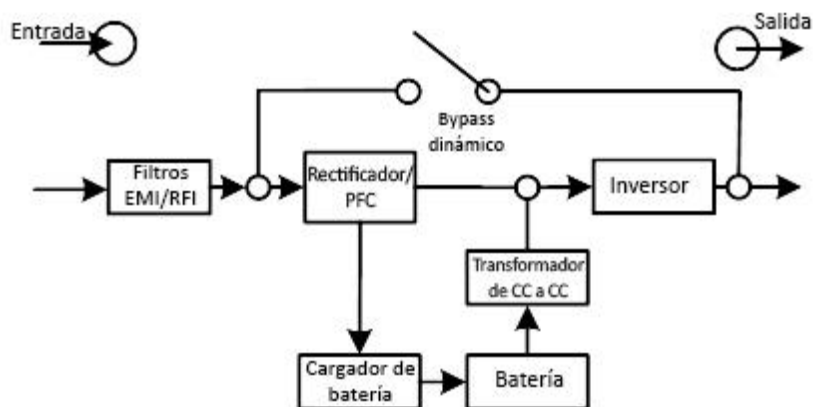 Entrada
Salida
Bypass
dinámico
Filtros
EMI/RFI
Rectificador/
PFC
Inversor
Transformador
de CC a CC
Cargador de
batería
Batería